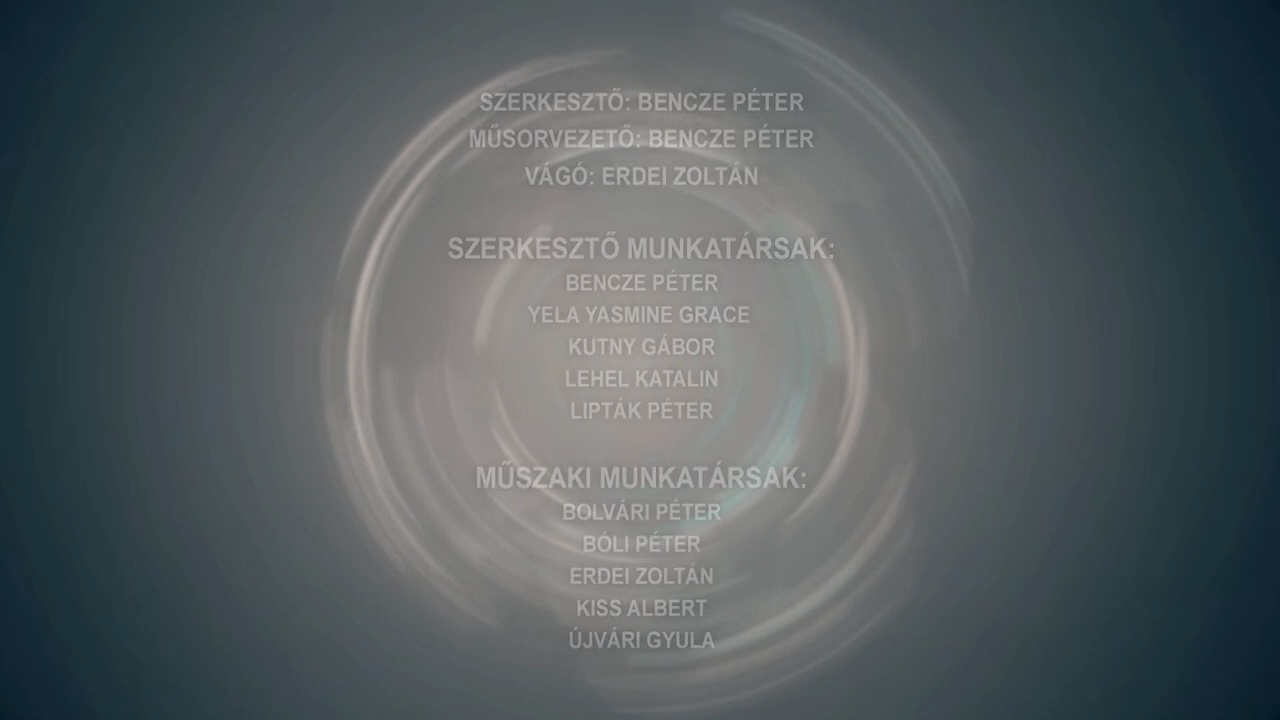 SZERKESZTŐ: BENCZE PÉTER
MŰSORVEZETŐ: BENCZE PÉTER
VÁGÓ: ERDEI ZOLTÁN
SZERKESZTŐ MUNKATÁRSAK:
BENCZE PÉTER
YELA YASMINE GRACE
KUTNY GÁBOR
LEHEL KATALIN
LIPTÁK PÉTER
MŰSZAKI MUNKATÁRSAK:
BOLVÁRI PÉTER
BÓLI PÉTER
ERDEI ZOLTÁN
KISS ALBERT
ÚJVÁRI GYULA